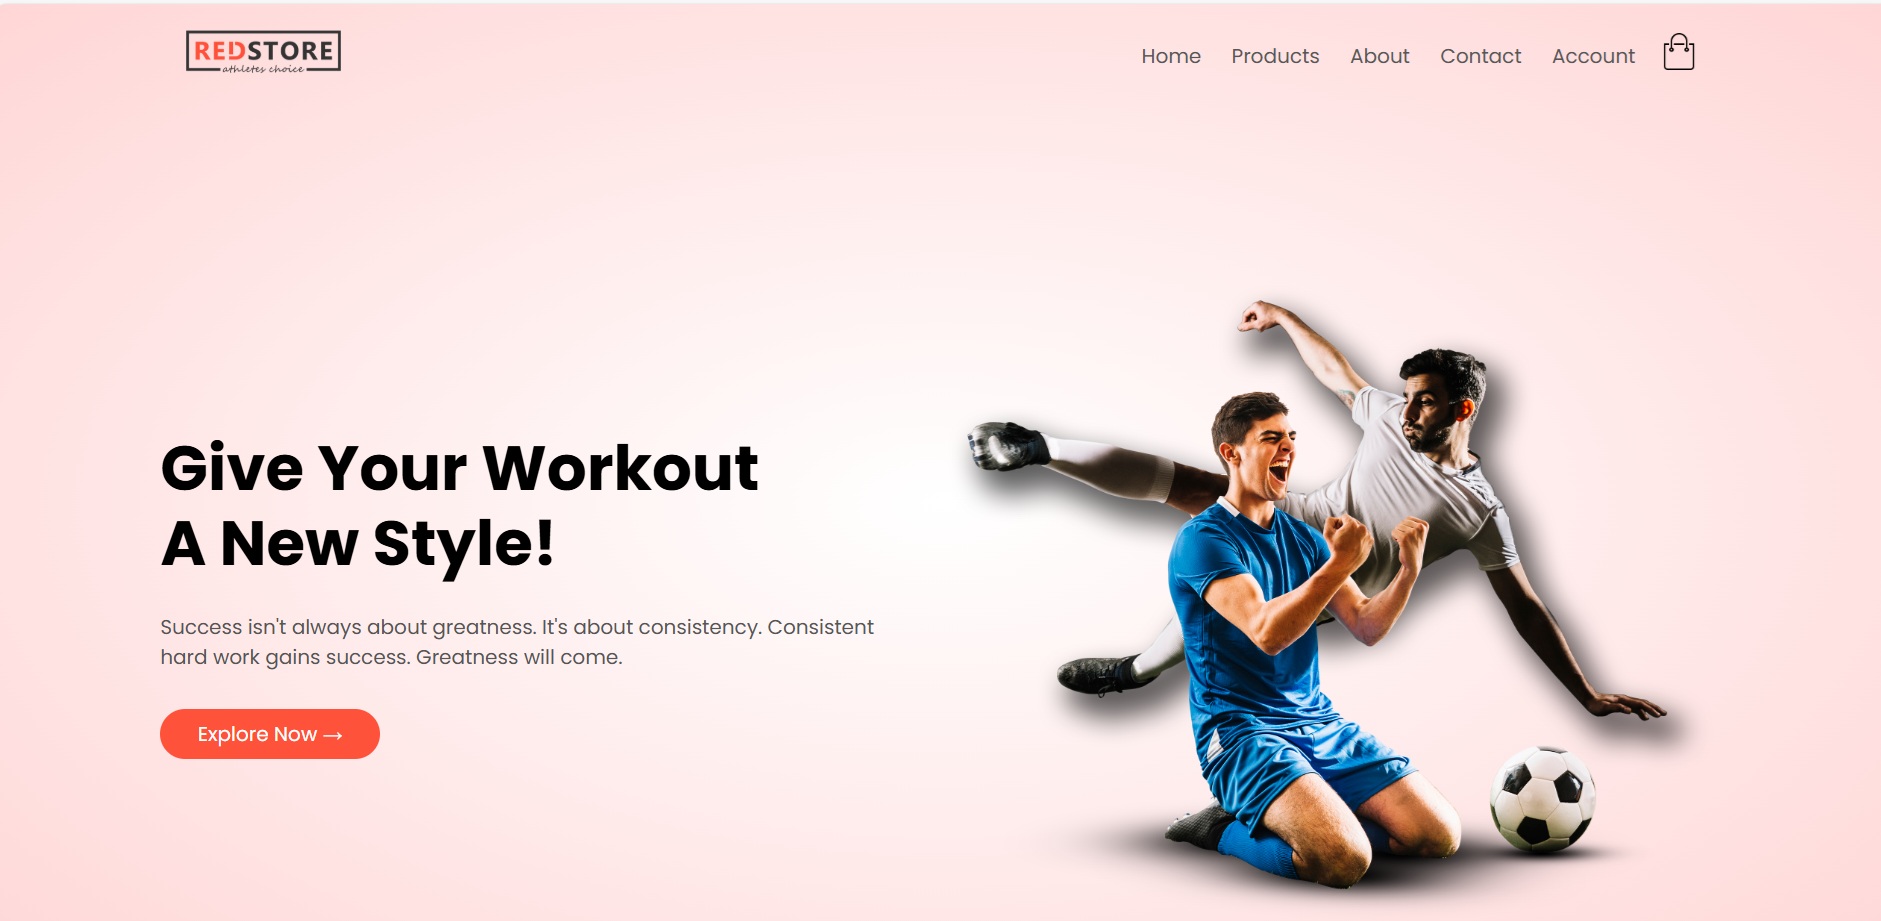 REDSTORE
athletes choice
Home Products About Contact Account
Give Your Workout
A New Style!
Success isn't always about greatness. It's about consistency. Consistent
hard work gains success. Greatness will come.
Explore Now →